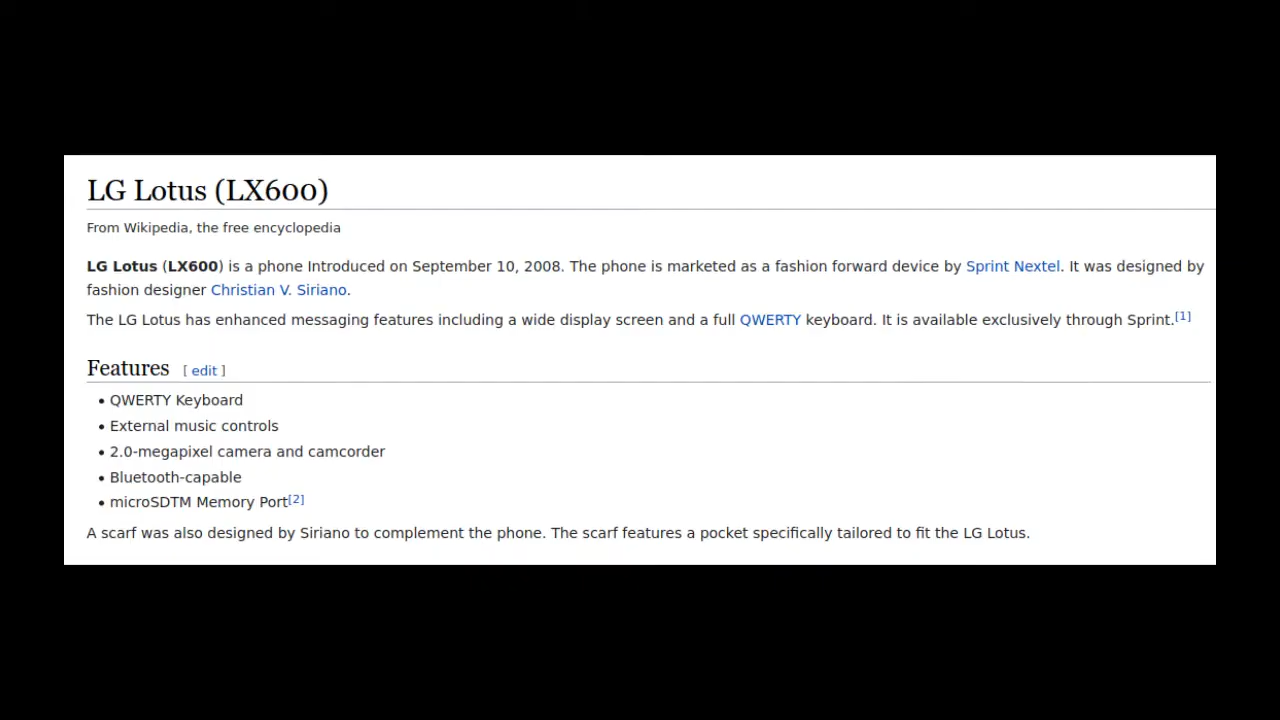 LG Lotus (LX600)
From Wikipedia, the free encyclopedia
LG Lotus (LX600) is a phone Introduced on September 10, 2008. The phone is marketed as a fashion forward device by Sprint Nextel. It was designed by
fashion designer Christian V. Siriano.
The LG Lotus has enhanced messaging features including a wide display screen and a full QWERTY keyboard. It is available exclusively through Sprint.[1]
Features [ edit ]
• QWERTY Keyboard
• External music controls
• 2.0-megapixel camera and camcorder
• Bluetooth-capable
• microSDTM Memory Port[2]
A scarf was also designed by Siriano to complement the phone. The scarf features a pocket specifically tailored to fit the LG Lotus.